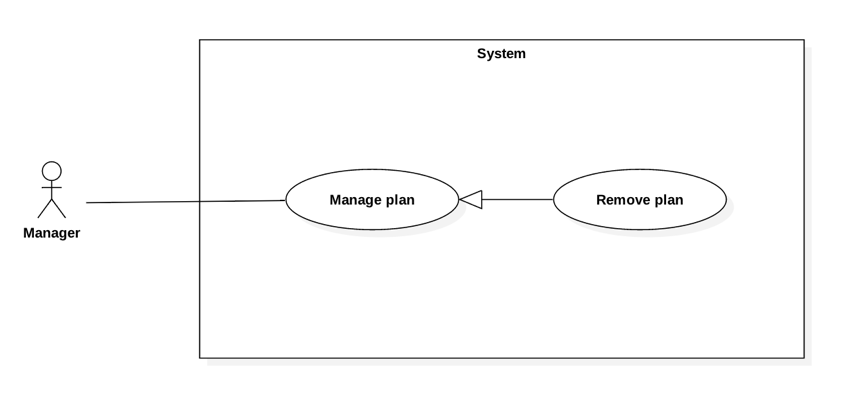 System
Manage plan
Remove plan
Manager